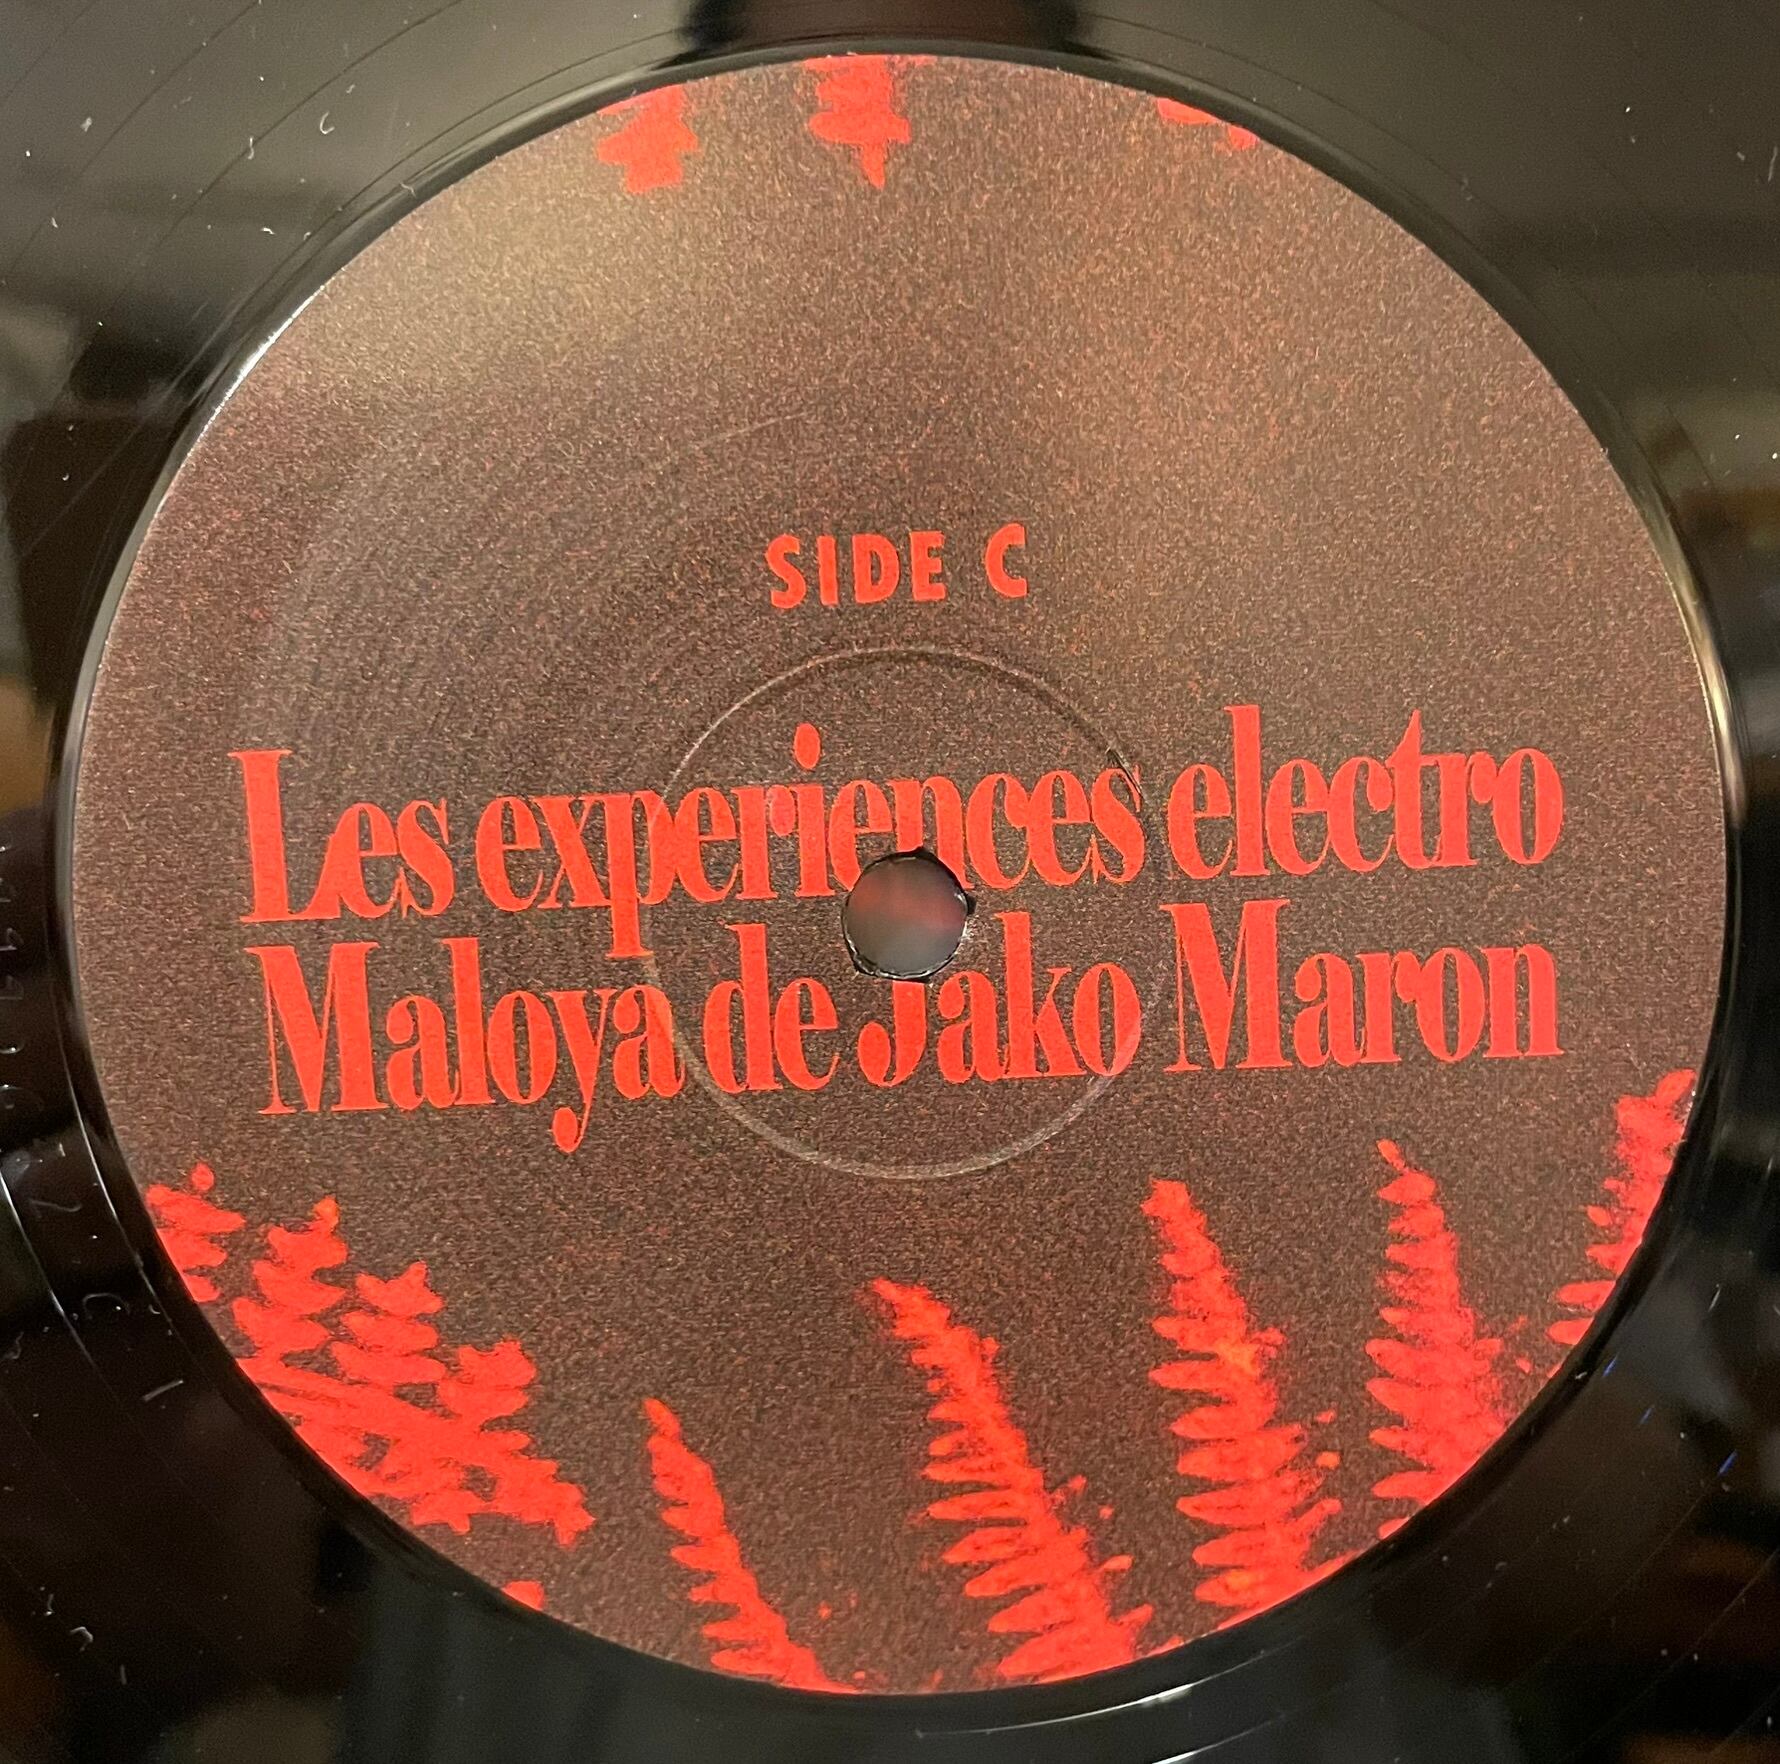 SIDE C
Les experiences electro
Maloya de Jako Maron